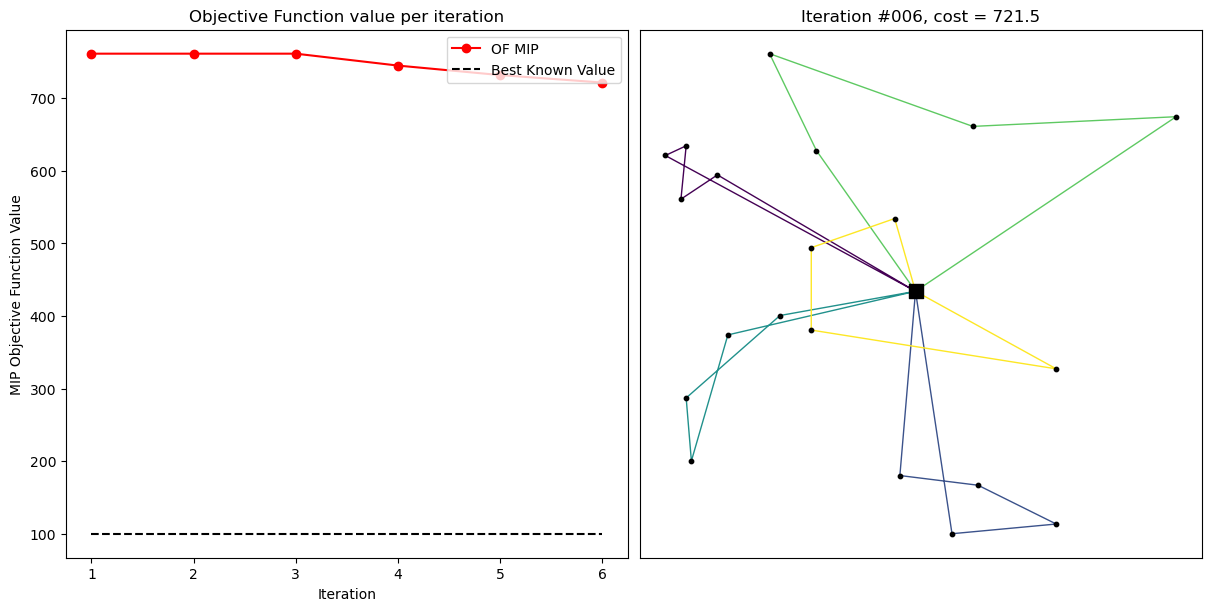 Objective Function value per iteration
OF MIP
Best Known Value
700
600
500
400
300
200
100
MIP Objective Function Value
1 2 3 4 5 6
Iteration
Iteration #006, cost = 721.5